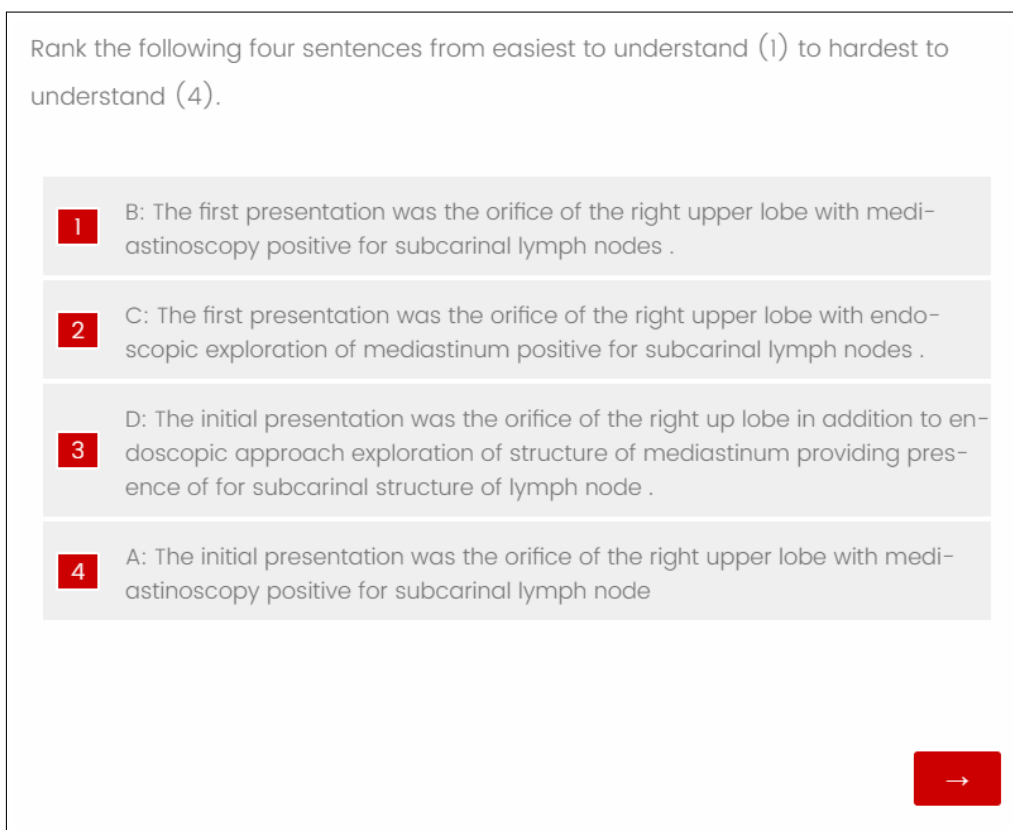 Rank the following four sentences from easiest to understand (1) to hardest to
understand (4).
1
B: The first presentation was the orifice of the right upper lobe with medi-
astinoscopy positive for subcarinal lymph nodes .
2
C: The first presentation was the orifice of the right upper lobe with endo-
scopic exploration of mediastinum positive for subcarinal lymph nodes .
3
D: The initial presentation was the orifice of the right up lobe in addition to en-
doscopic approach exploration of structure of mediastinum providing pres-
ence of for subcarinal structure of lymph node .
4
A: The initial presentation was the orifice of the right upper lobe with medi-
astinoscopy positive for subcarinal lymph node
→